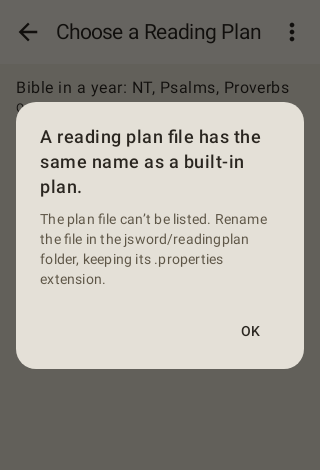 Choose a Reading Plan
Bible in a year: NT, Psalms, Proverbs
A reading plan file has the
same name as a built-in
plan.
The plan file can't be listed. Rename
the file in the jsword/readingplan
folder, keeping its .properties
extension.
OK